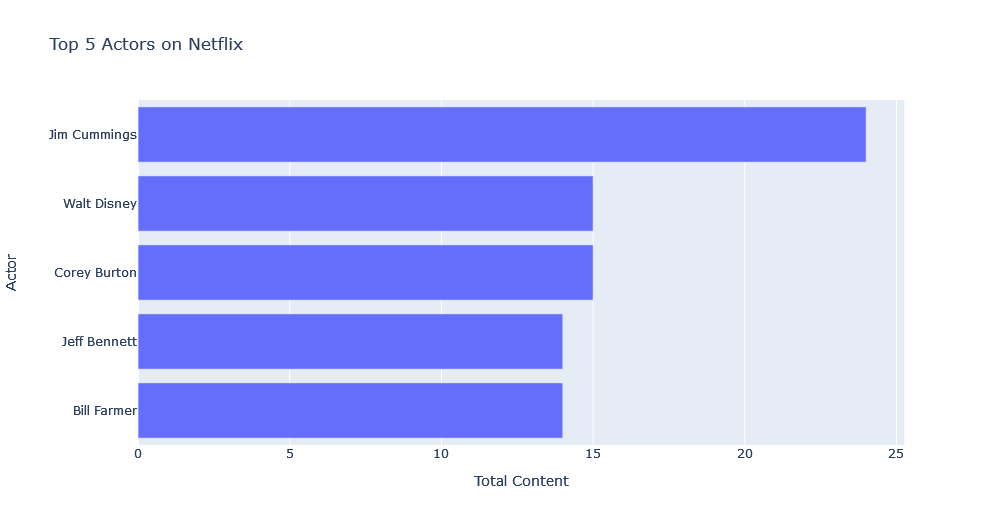 Top 5 Actors on Netflix
Actor
Jim Cummings
Walt Disney
Corey Burton
Jeff Bennett
Bill Farmer
0 5 10 15 20 25
Total Content